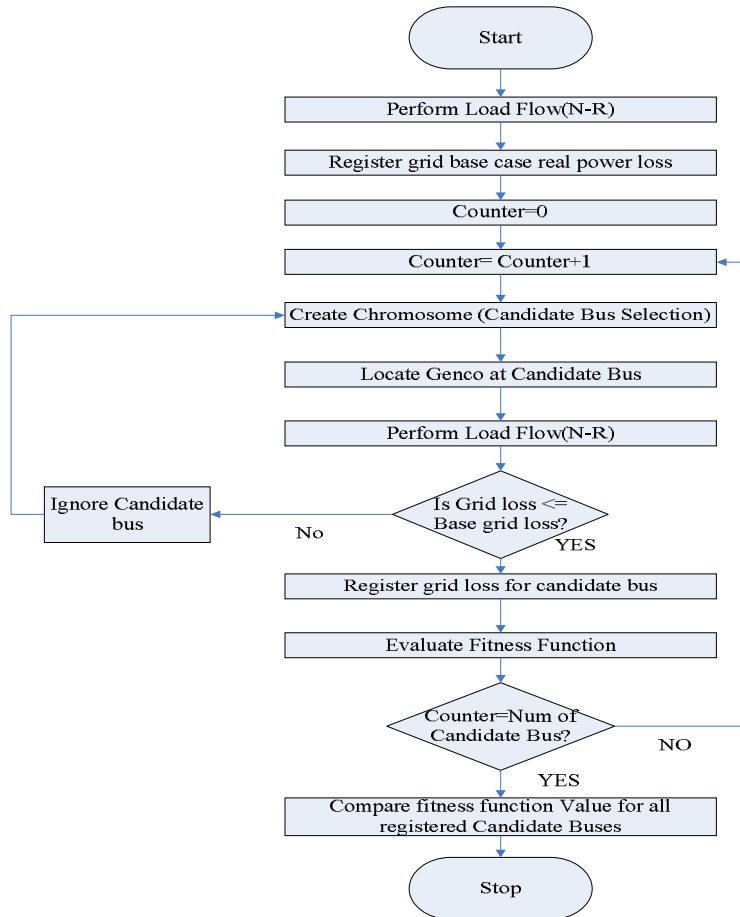 Start
Perform Load Flow(N-R)
Register grid base case real power loss
Counter=0
Counter= Counter+1
Create Chromosome (Candidate Bus Selection)
Locate Genco at Candidate Bus
Perform Load Flow(N-R)
Is Grid loss <=
Base grid loss?
No
Ignore Candidate
bus
YES
Register grid loss for candidate bus
Evaluate Fitness Function
Counter=Num of
Candidate Bus?
NO
YES
Compare fitness function Value for all
registered Candidate Buses
Stop